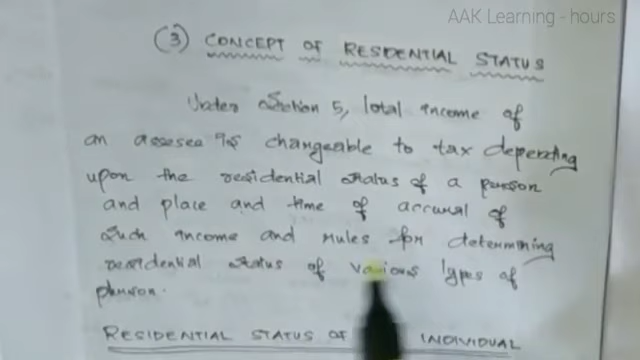 AAK Learning - hours
(3) CONCEPT OF RESIDENTIAL STATUS
Under Section 5, total income of
an assesee is changeable to tax depending
upon the residential status of a person
and place and time of accural of
such income and rules for determining
residential status of various types of
person.
RESIDENTIAL STATUS OF INDIVIDUAL